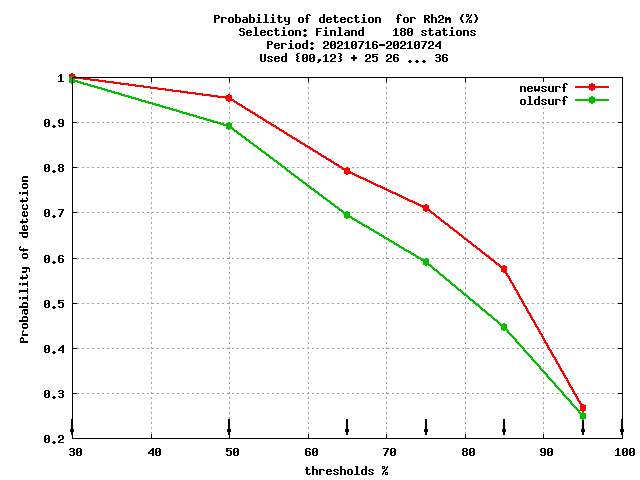 Probability of detection  for Rh2m (%)
Selection: Finland    180 stations
Period: 20210716-20210724
Used {00,12} + 25 26 ... 36
newsurf
oldsurf
Probability of detection
1
0.9
0.8
0.7
0.6
0.5
0.4
0.3
0.2
30 40 50 60 70 80 90 100
thresholds %